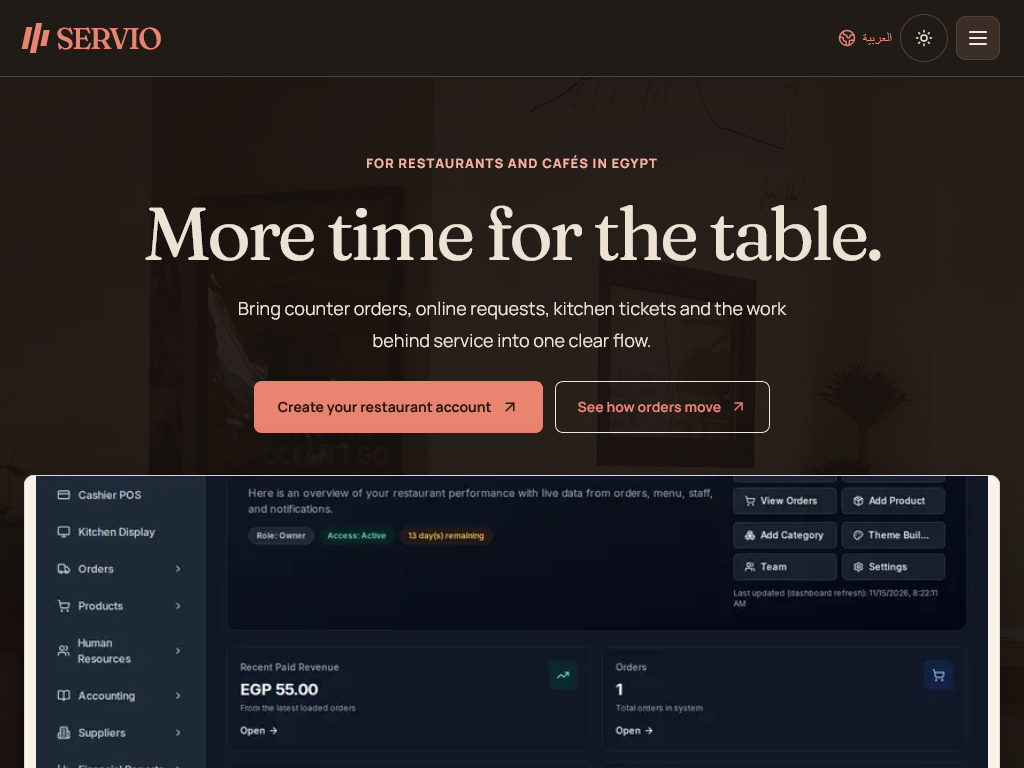 SERVIO
العربية
FOR RESTAURANTS AND CAFÉS IN EGYPT
More time for the table.
Bring counter orders, online requests, kitchen tickets and the work
behind service into one clear flow.
Create your restaurant account
See how orders move
OCEAN I GO
Cashier POS
Kitchen Display
Orders
Products
Human
Resources
Accounting
Suppliers
Financial Reports
Here is an overview of your restaurant performance with live data from orders, menu, staff,
and notifications.
Role: Owner
Access: Active
13 day(s) remaining
View Orders
Add Product
Add Category
Theme Buil...
Team
Settings
Last updated (dashboard refresh): 11/15/2026, 8:22:11
AM
Recent Paid Revenue
EGP 55.00
From the latest loaded orders
Open →
Orders
1
Total orders in system
Open →